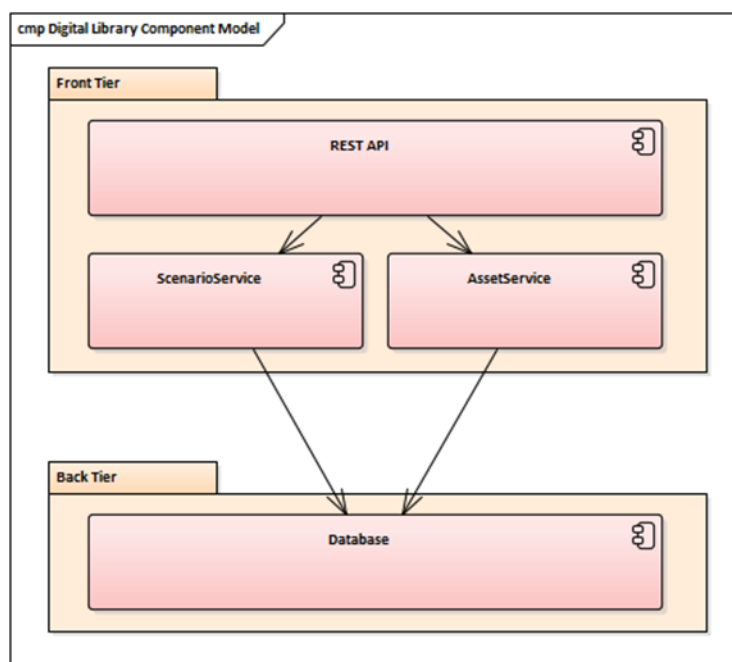 cmp Digital Library Component Model
Front Tier
REST API
ScenarioService
AssetService
Back Tier
Database